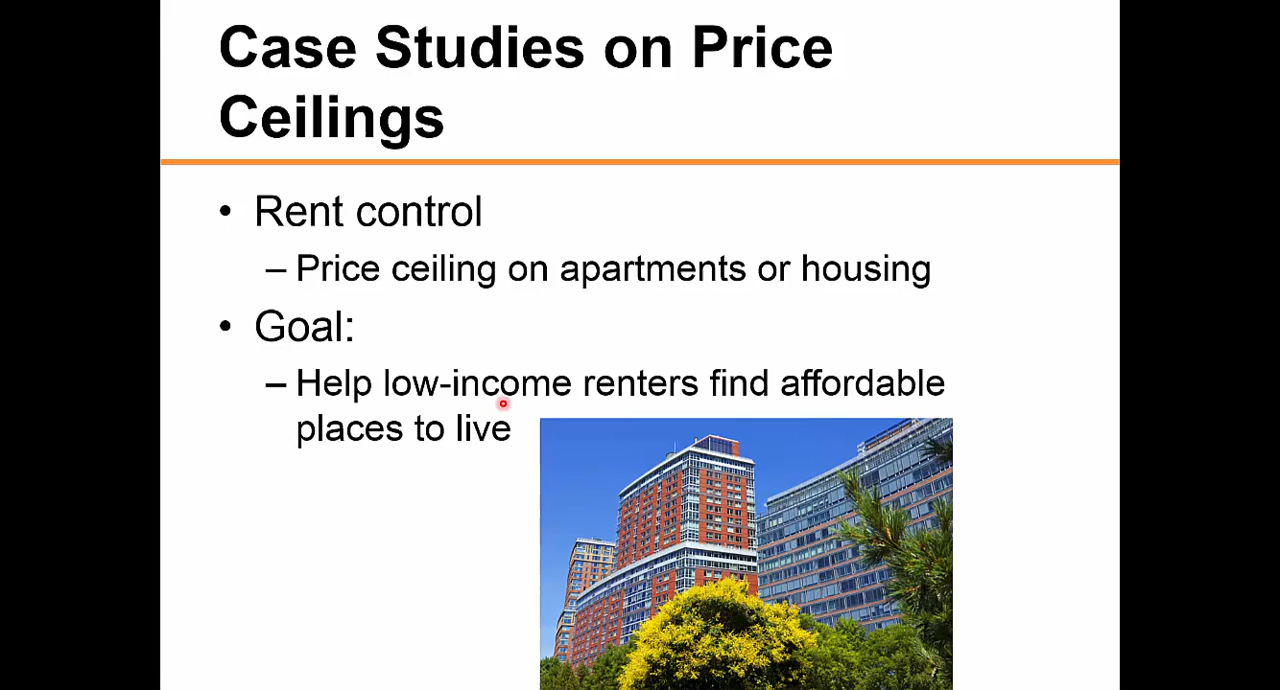 Case Studies on Price
Ceilings
• Rent control
– Price ceiling on apartments or housing
• Goal:
– Help low-income renters find affordable
places to live